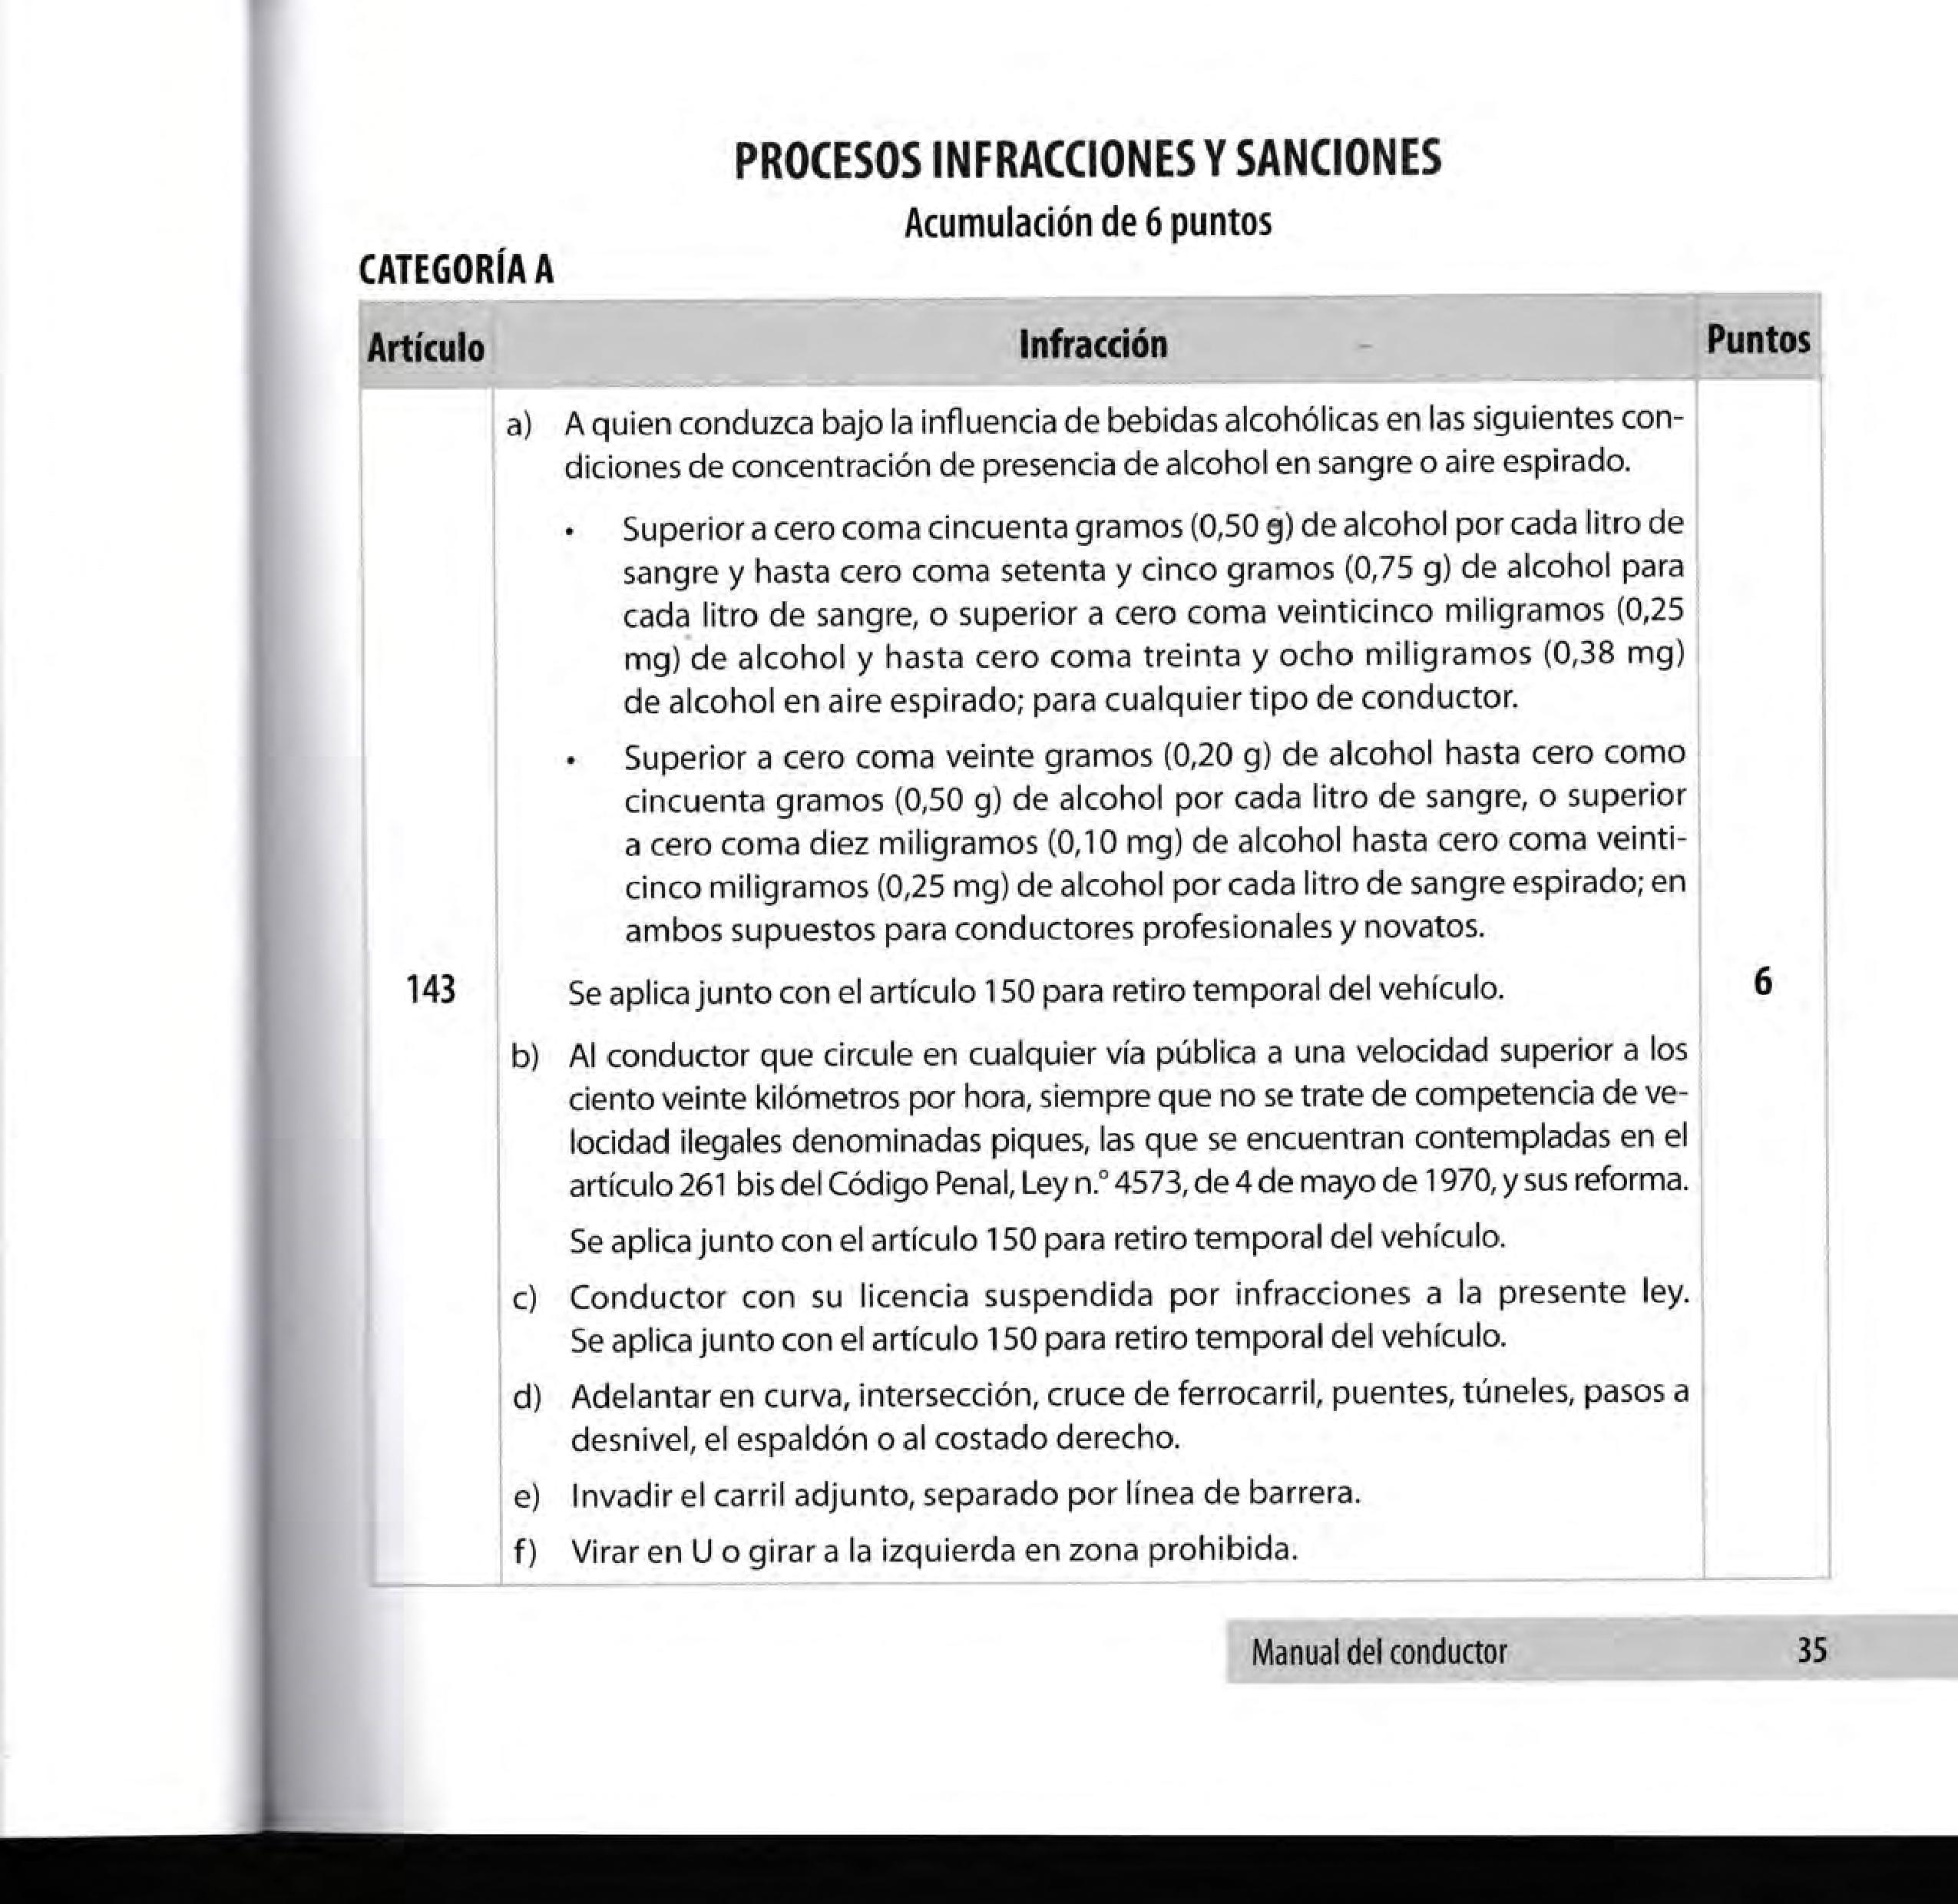 PROCESOS INFRACCIONES Y SANCIONES
Acumulación de 6 puntos
CATEGORÍA A
Artículo Infracción Puntos
a) A quien conduzca bajo la influencia de bebidas alcohólicas en las siguientes con-
diciones de concentración de presencia de alcohol en sangre o aire espirado.
• Superior a cero coma cincuenta gramos (0,50 g) de alcohol por cada litro de
sangre y hasta cero coma setenta y cinco gramos (0,75 g) de alcohol para
cada litro de sangre, o superior a cero coma veinticinco miligramos (0,25
mg) de alcohol y hasta cero coma treinta y ocho miligramos (0,38 mg)
de alcohol en aire espirado; para cualquier tipo de conductor.
• Superior a cero coma veinte gramos (0,20 g) de alcohol hasta cero como
cincuenta gramos (0,50 g) de alcohol por cada litro de sangre, o superior
a cero coma diez miligramos (0,10 mg) de alcohol hasta cero coma veinti-
cinco miligramos (0,25 mg) de alcohol por cada litro de sangre espirado; en
ambos supuestos para conductores profesionales y novatos.
143 Se aplica junto con el artículo 150 para retiro temporal del vehículo. 6
b) Al conductor que circule en cualquier vía pública a una velocidad superior a los
ciento veinte kilómetros por hora, siempre que no se trate de competencia de ve-
locidad ilegales denominadas piques, las que se encuentran contempladas en el
artículo 261 bis del Código Penal, Ley n.° 4573, de 4 de mayo de 1970, y sus reforma.
Se aplica junto con el artículo 150 para retiro temporal del vehículo.
c) Conductor con su licencia suspendida por infracciones a la presente ley.
Se aplica junto con el artículo 150 para retiro temporal del vehículo.
d) Adelantar en curva, intersección, cruce de ferrocarril, puentes, túneles, pasos a
desnivel, el espaldón o al costado derecho.
e) Invadir el carril adjunto, separado por línea de barrera.
f) Virar en U o girar a la izquierda en zona prohibida.
Manual del conductor 35